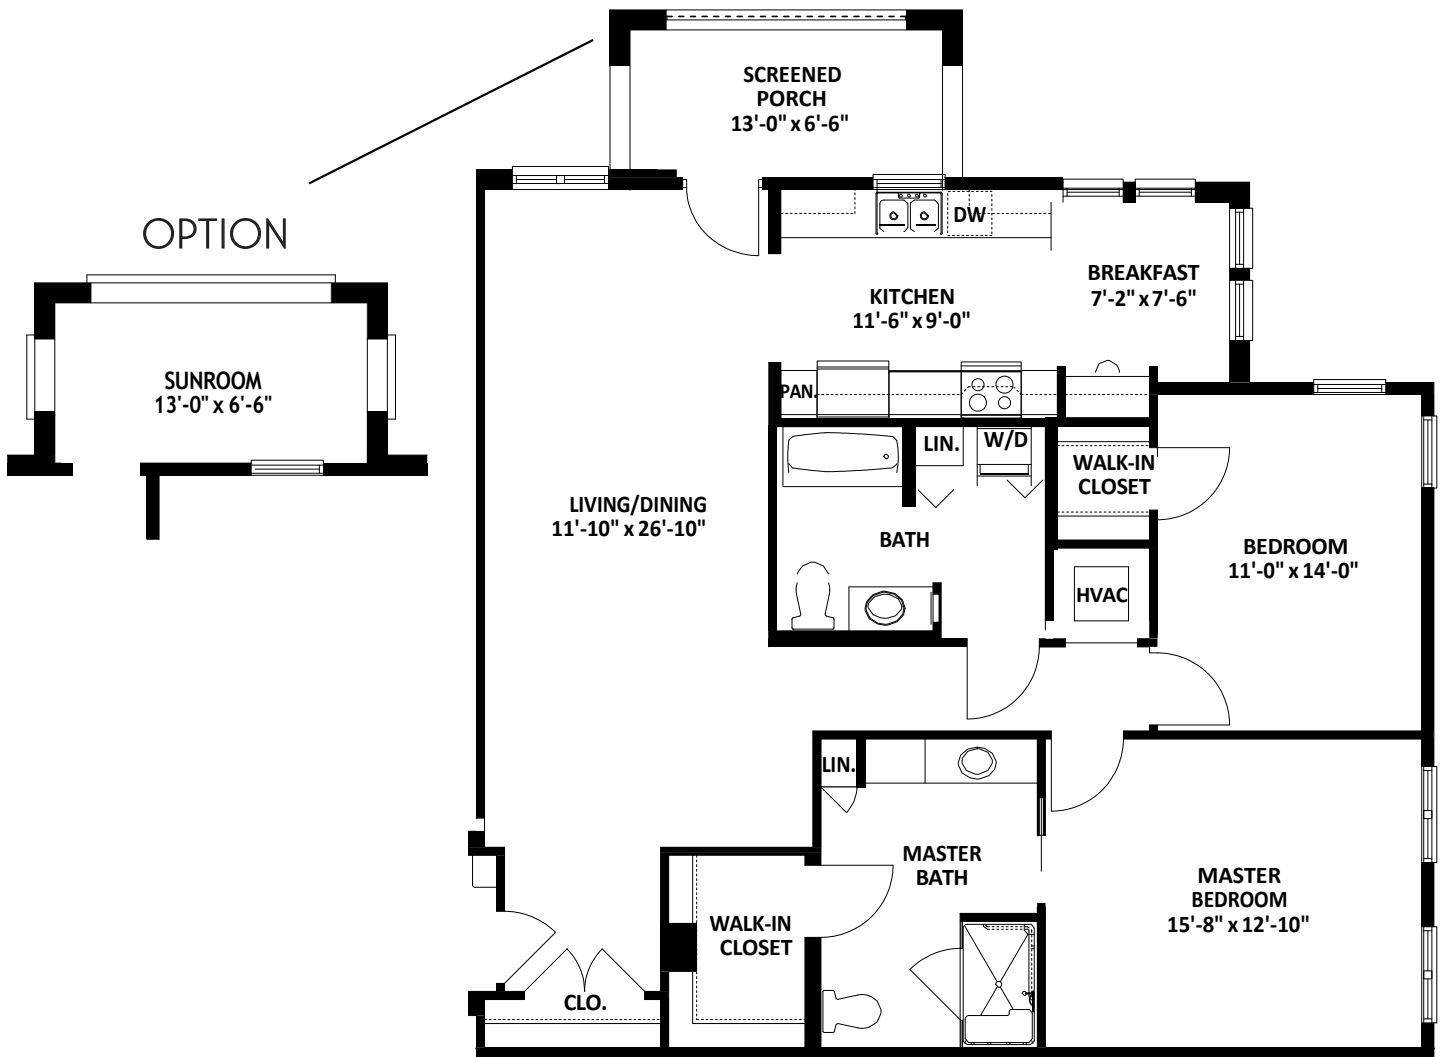 SCREENED
PORCH
13'-0" x 6'-6"
OPTION
SUNROOM
13'-0" x 6'-6"
DW
KITCHEN
11'-6" x 9'-0"
BREAKFAST
7'-2" x 7'-6"
PAN.
LIN.
W/D
WALK-IN
CLOSET
LIVING/DINING
11'-10" x 26'-10"
BATH
BEDROOM
11'-0" x 14'-0"
HVAC
LIN.
MASTER
BATH
MASTER
BEDROOM
15'-8" x 12'-10"
WALK-IN
CLOSET
CLO.